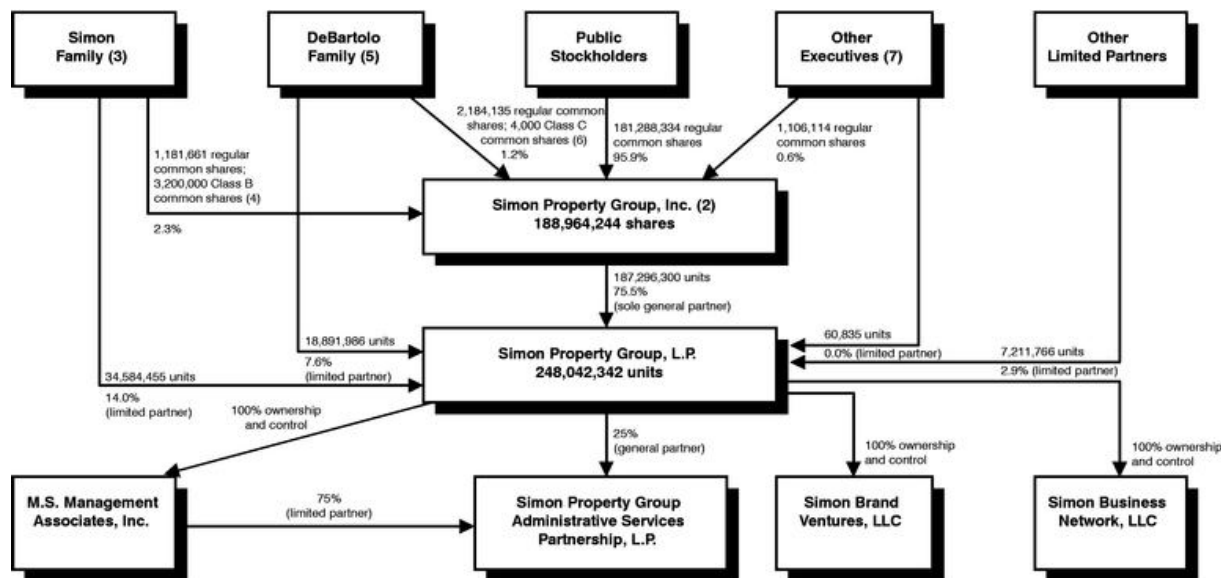 Simon
Family (3)
DeBartolo
Family (5)
Public
Stockholders
Other
Executives (7)
Other
Limited Partners
1,181,661 regular
common shares;
3,200,000 Class B
common shares (4)
2.3%
2,184,135 regular common
shares; 4,000 Class C
common shares (6)
1.2%
181,288,334 regular
common shares
95.9%
1,106,114 regular
common shares
0.6%
Simon Property Group, Inc. (2)
188,964,244 shares
187,296,300 units
75.5%
(sole general partner)
18,891,986 units
7.6%
(limited partner)
34,584,455 units
14.0%
(limited partner)
Simon Property Group, L.P.
248,042,342 units
60,835 units
0.0% (limited partner)
7,211,766 units
2.9% (limited partner)
100% ownership
and control
25%
(general partner)
100% ownership
and control
100% ownership
and control
M.S. Management
Associates, Inc.
75%
(limited partner)
Simon Property Group
Administrative Services
Partnership, L.P.
Simon Brand
Ventures, LLC
Simon Business
Network, LLC